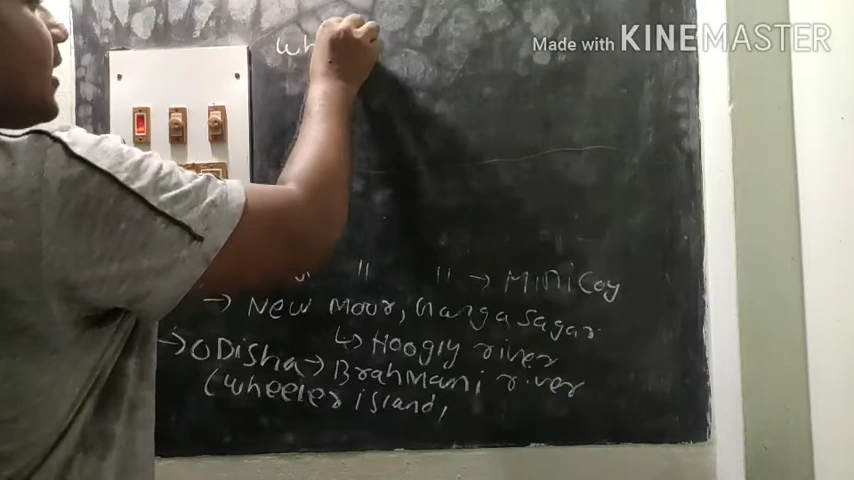 Made with KINEMASTER
wh
" " → Minicoy
→ New Moor, Ganga sagar
↳ Hoogly river
→ ODisha → Brahmani river
(wheeler island,